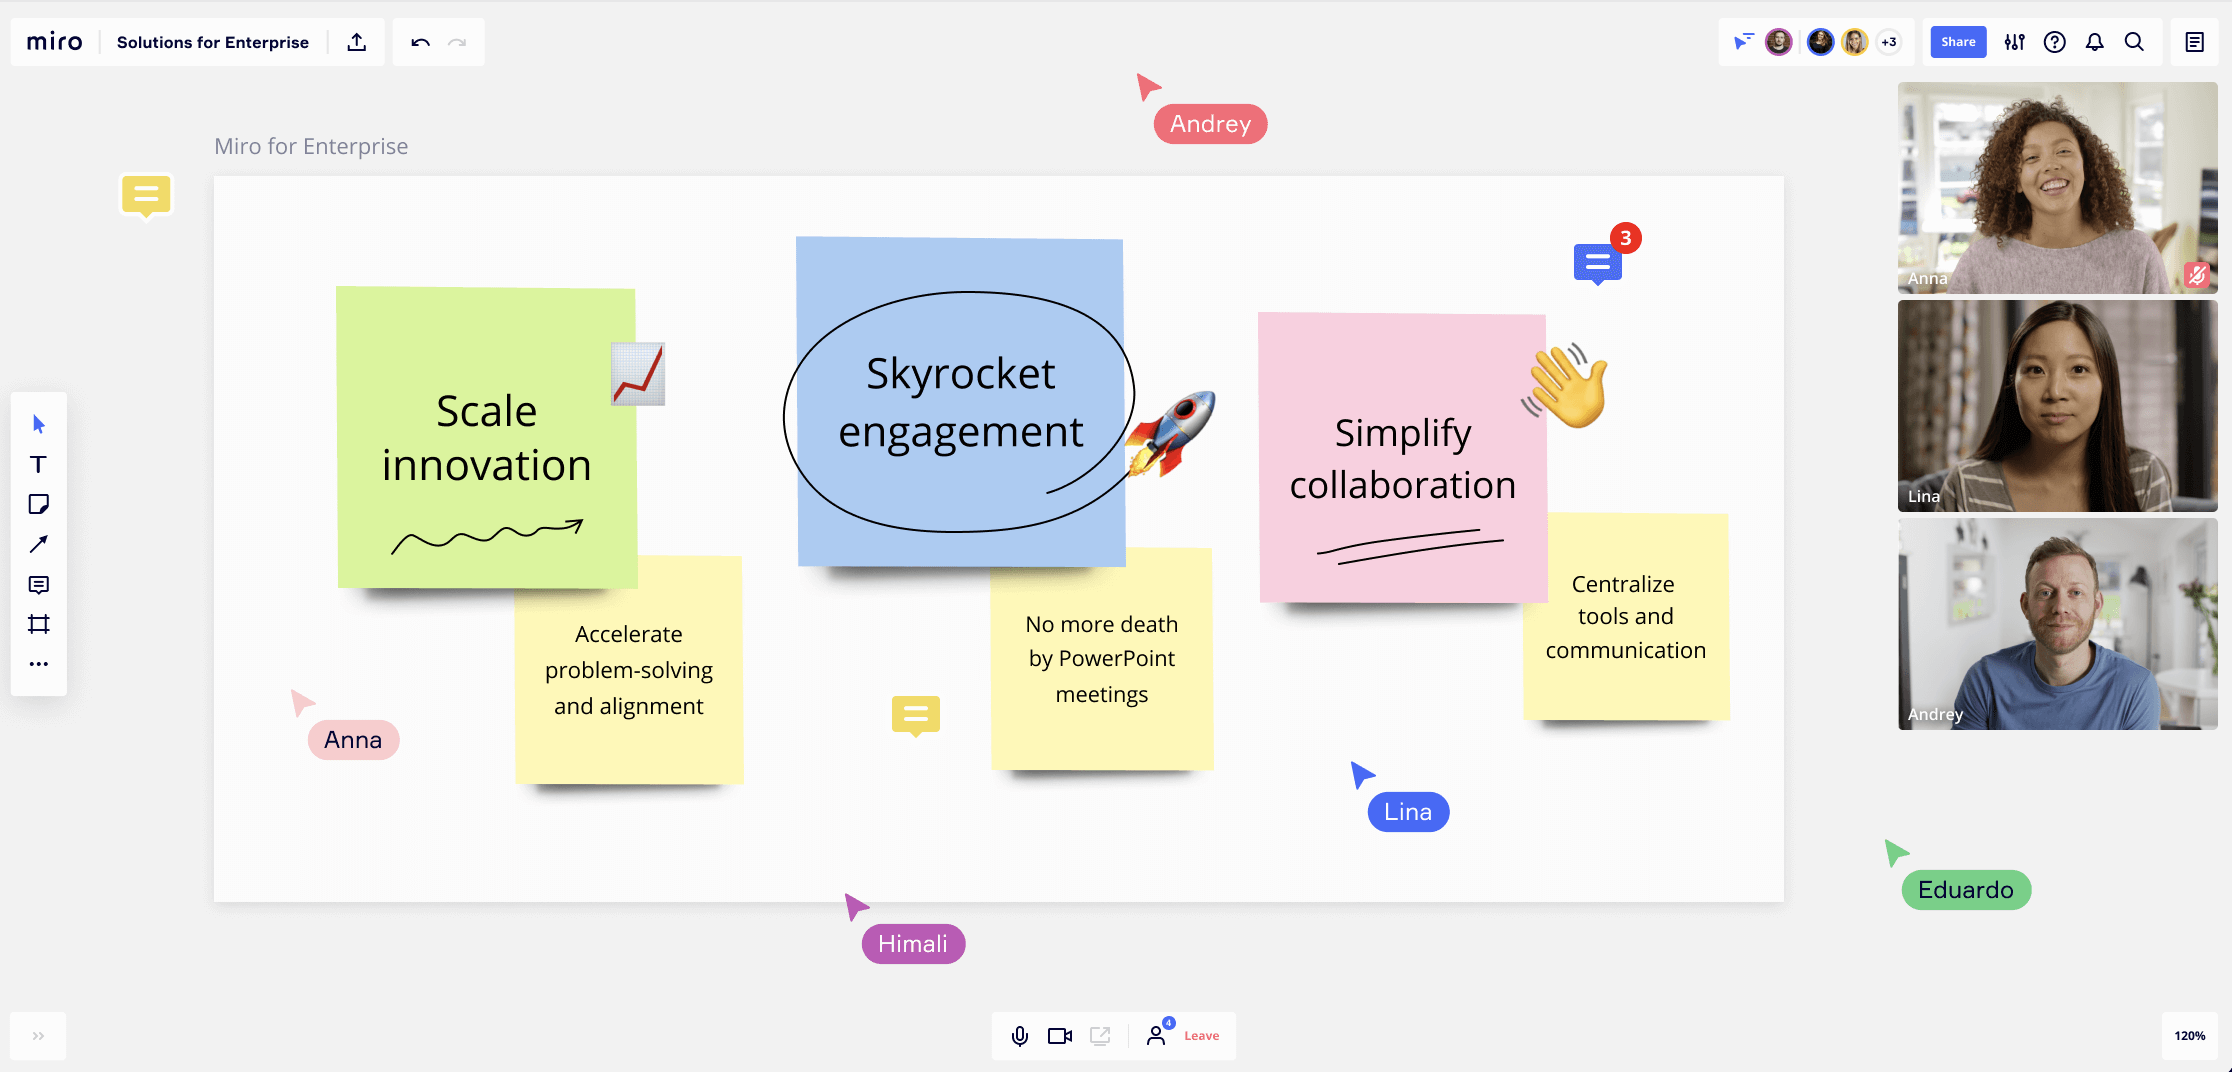 miro
Solutions for Enterprise
+3
Share
Andrey
Miro for Enterprise
3
Anna
Skyrocket
engagement
Scale
innovation
Simplify
collaboration
Lina
Centralize
tools and
communication
Accelerate
problem-solving
and alignment
No more death
by PowerPoint
meetings
Andrey
Anna
Lina
Eduardo
Himali
4
Leave
120%